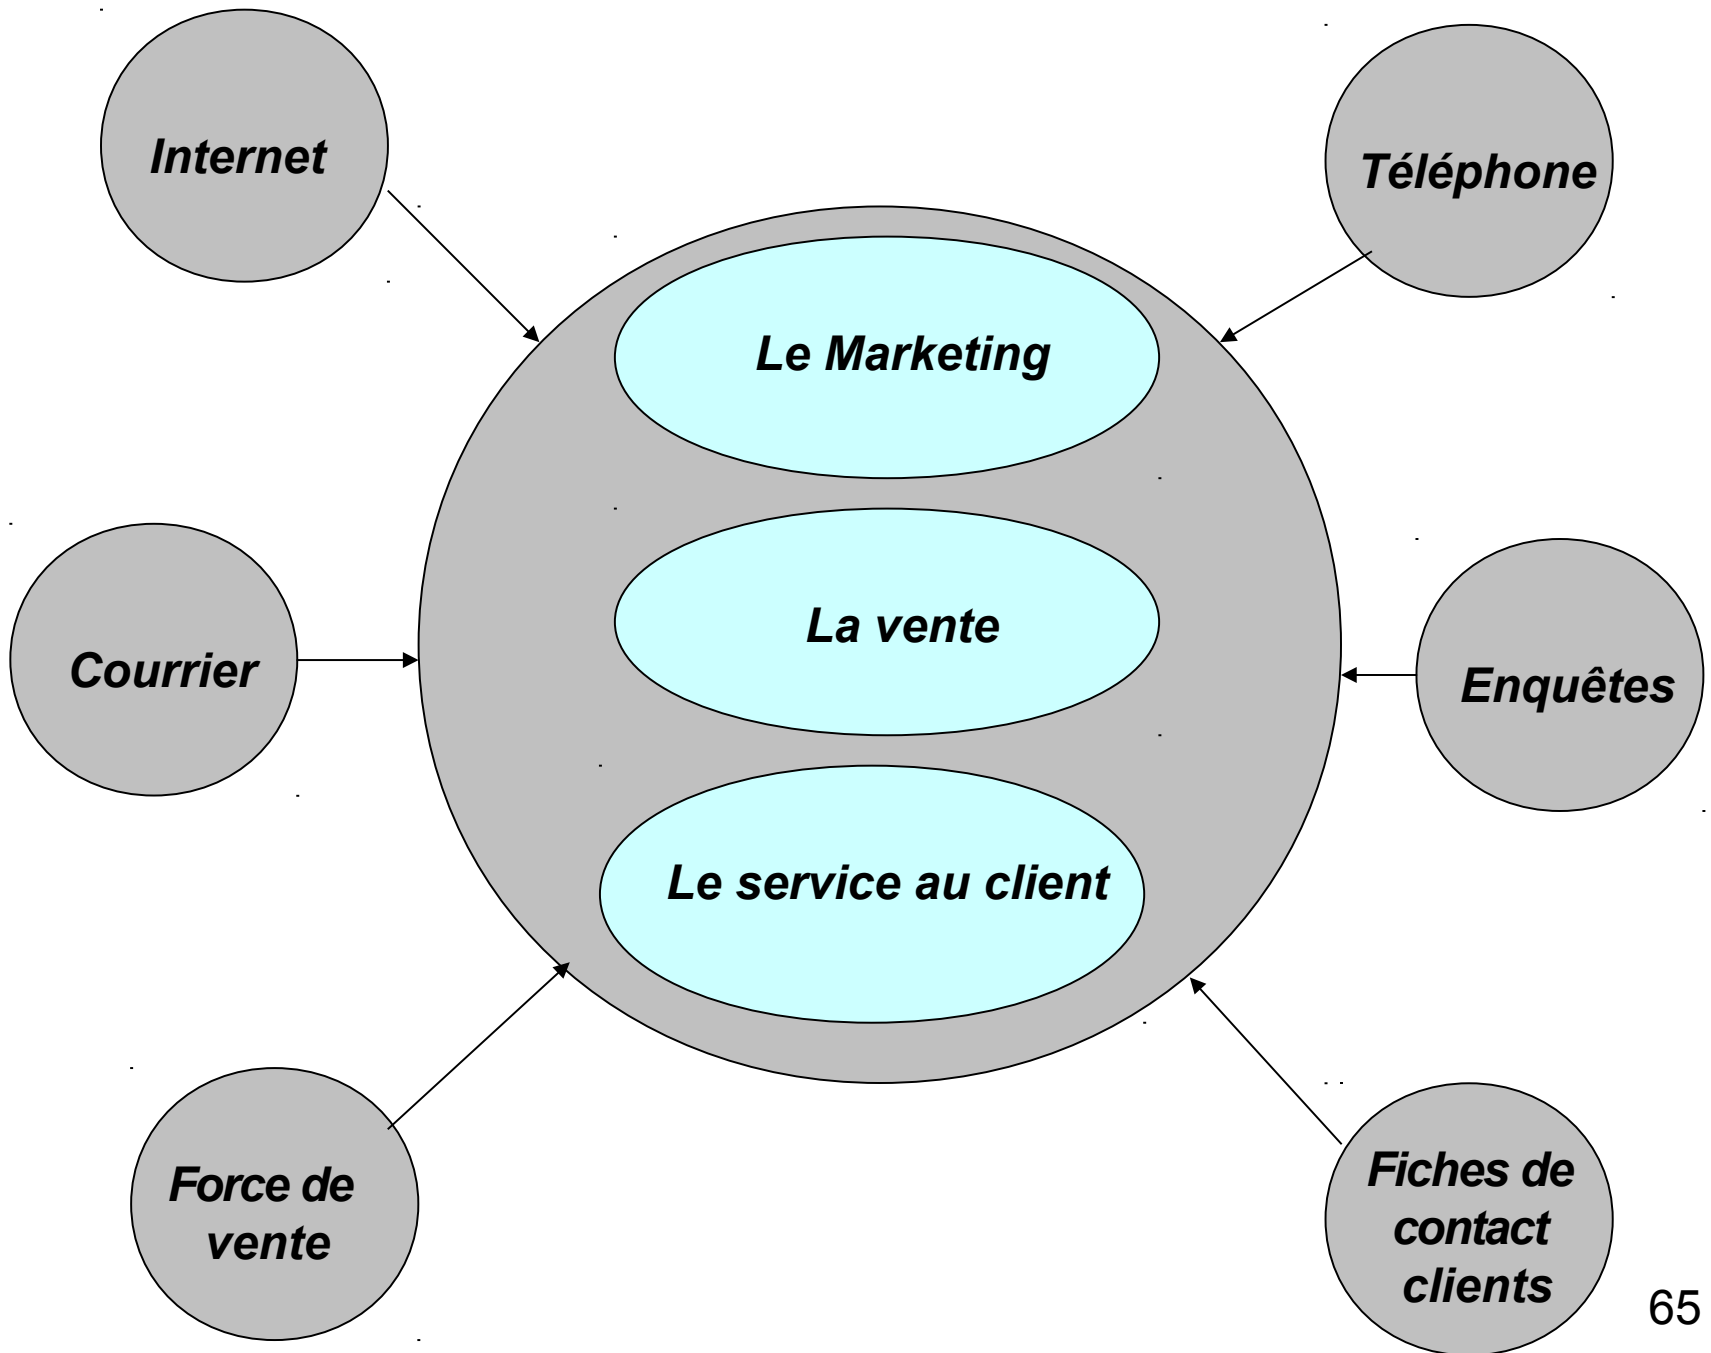 Internet
Téléphone
Le Marketing
La vente
Courrier
Enquêtes
Le service au client
Force de
vente
Fiches de
contact
clients
65